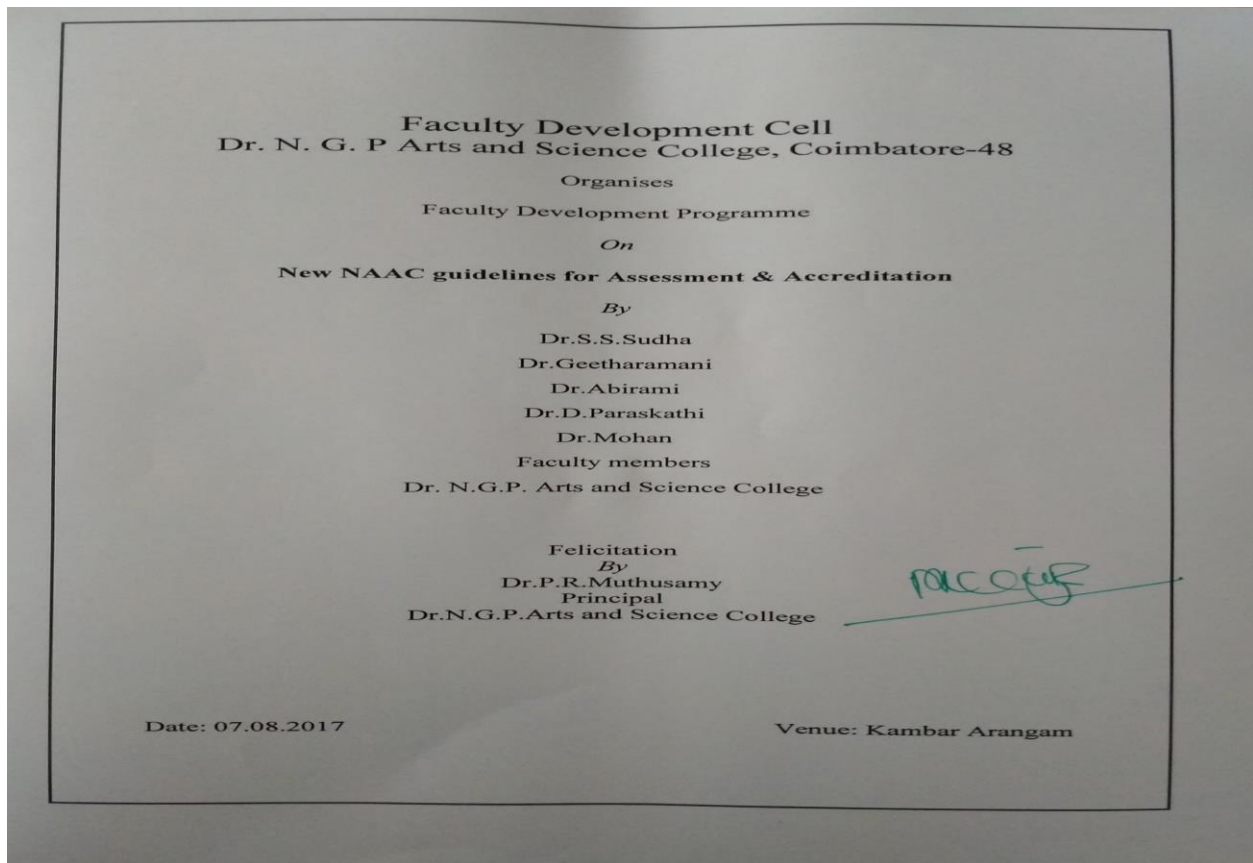 Faculty Development Cell
Dr. N. G. P Arts and Science College, Coimbatore-48
Organises
Faculty Development Programme
On
New NAAC guidelines for Assessment & Accreditation
By
Dr.S.S.Sudha
Dr.Geetharamani
Dr.Abirami
Dr.D.Paraskathi
Dr.Mohan
Faculty members
Dr. N.G.P. Arts and Science College
Felicitation
By
Dr.P.R.Muthusamy
Principal
Dr.N.G.P.Arts and Science College
Date: 07.08.2017
Venue: Kambar Arangam